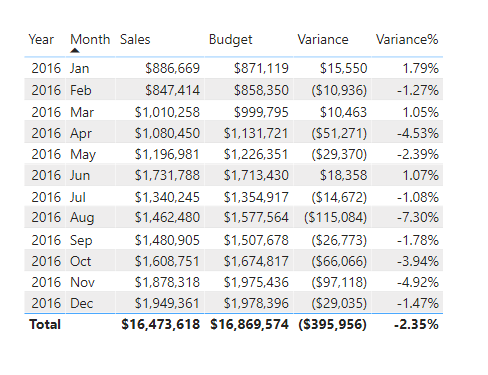 Year Month Sales Budget Variance Variance%
2016 Jan $886,669 $871,119 $15,550 1.79%
2016 Feb $847,414 $858,350 ($10,936) -1.27%
2016 Mar $1,010,258 $999,795 $10,463 1.05%
2016 Apr $1,080,450 $1,131,721 ($51,271) -4.53%
2016 May $1,196,981 $1,226,351 ($29,370) -2.39%
2016 Jun $1,731,788 $1,713,430 $18,358 1.07%
2016 Jul $1,340,245 $1,354,917 ($14,672) -1.08%
2016 Aug $1,462,480 $1,577,564 ($115,084) -7.30%
2016 Sep $1,480,905 $1,507,678 ($26,773) -1.78%
2016 Oct $1,608,751 $1,674,817 ($66,066) -3.94%
2016 Nov $1,878,318 $1,975,436 ($97,118) -4.92%
2016 Dec $1,949,361 $1,978,396 ($29,035) -1.47%
Total $16,473,618 $16,869,574 ($395,956) -2.35%